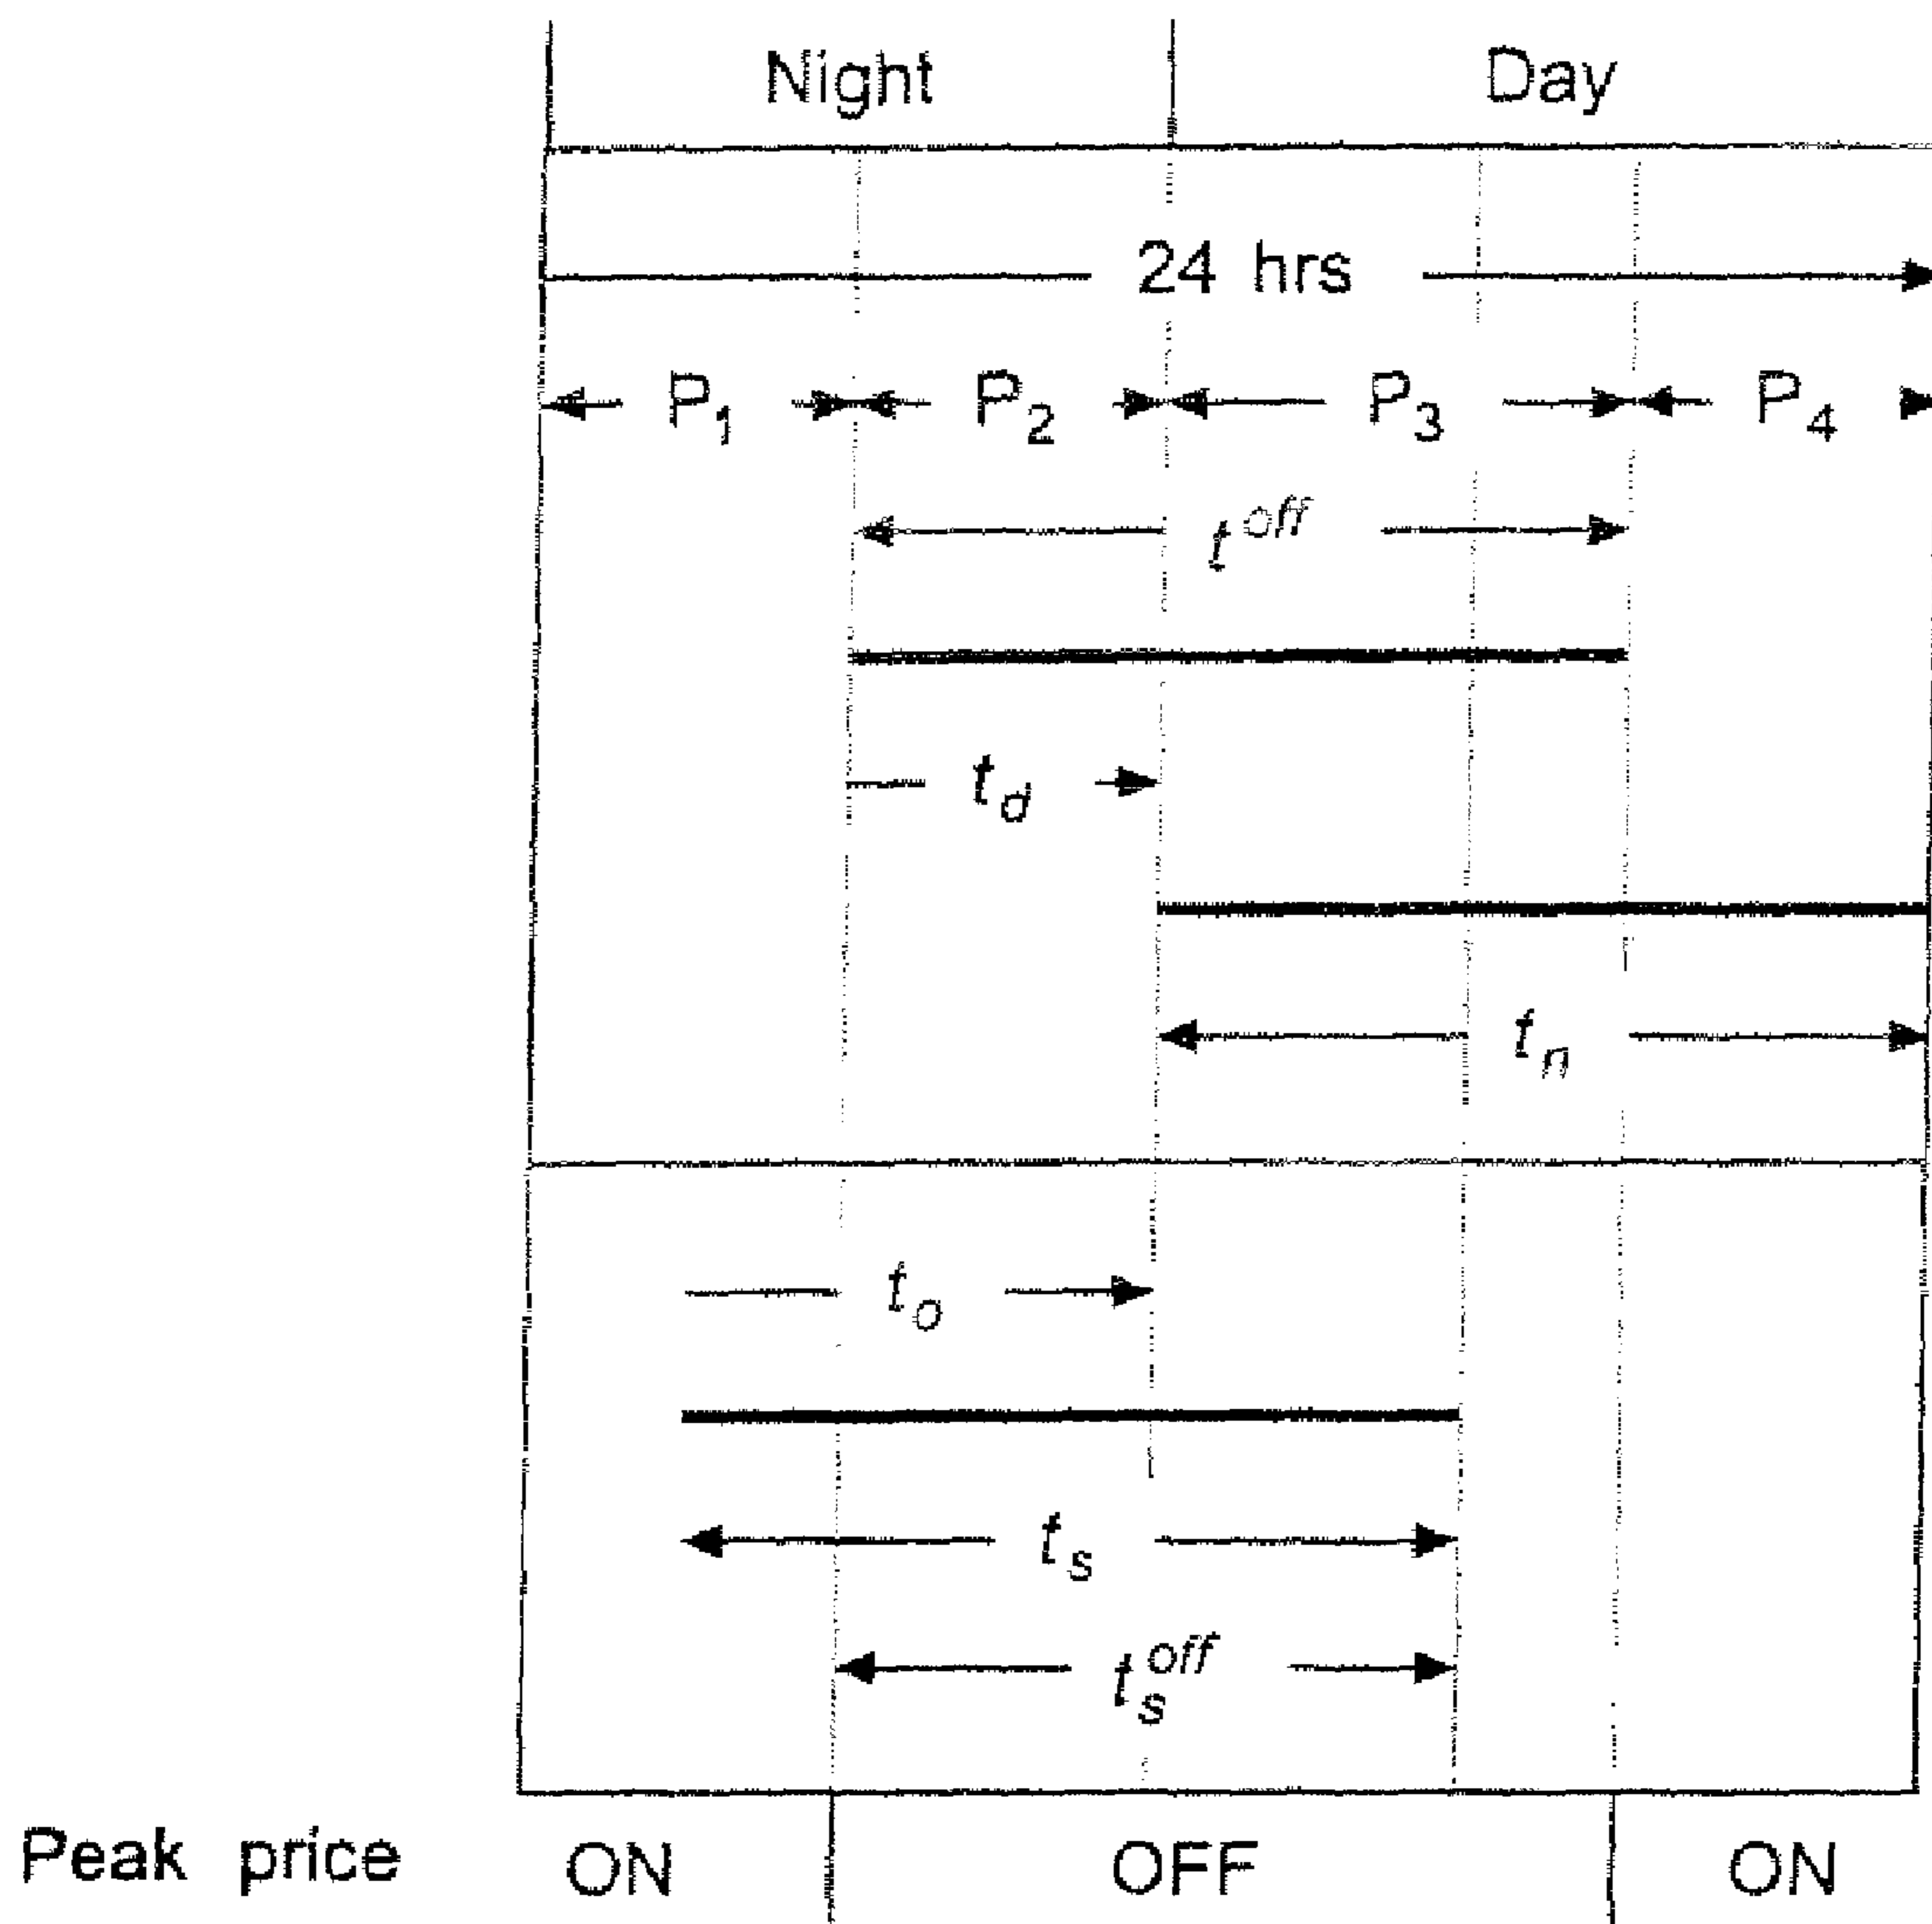 Night Day
24 hrs
P₁ P₂ P₃ P₄
t^off
t_d
t_n
t_o
t_s
t_s^off
Peak price ON OFF ON